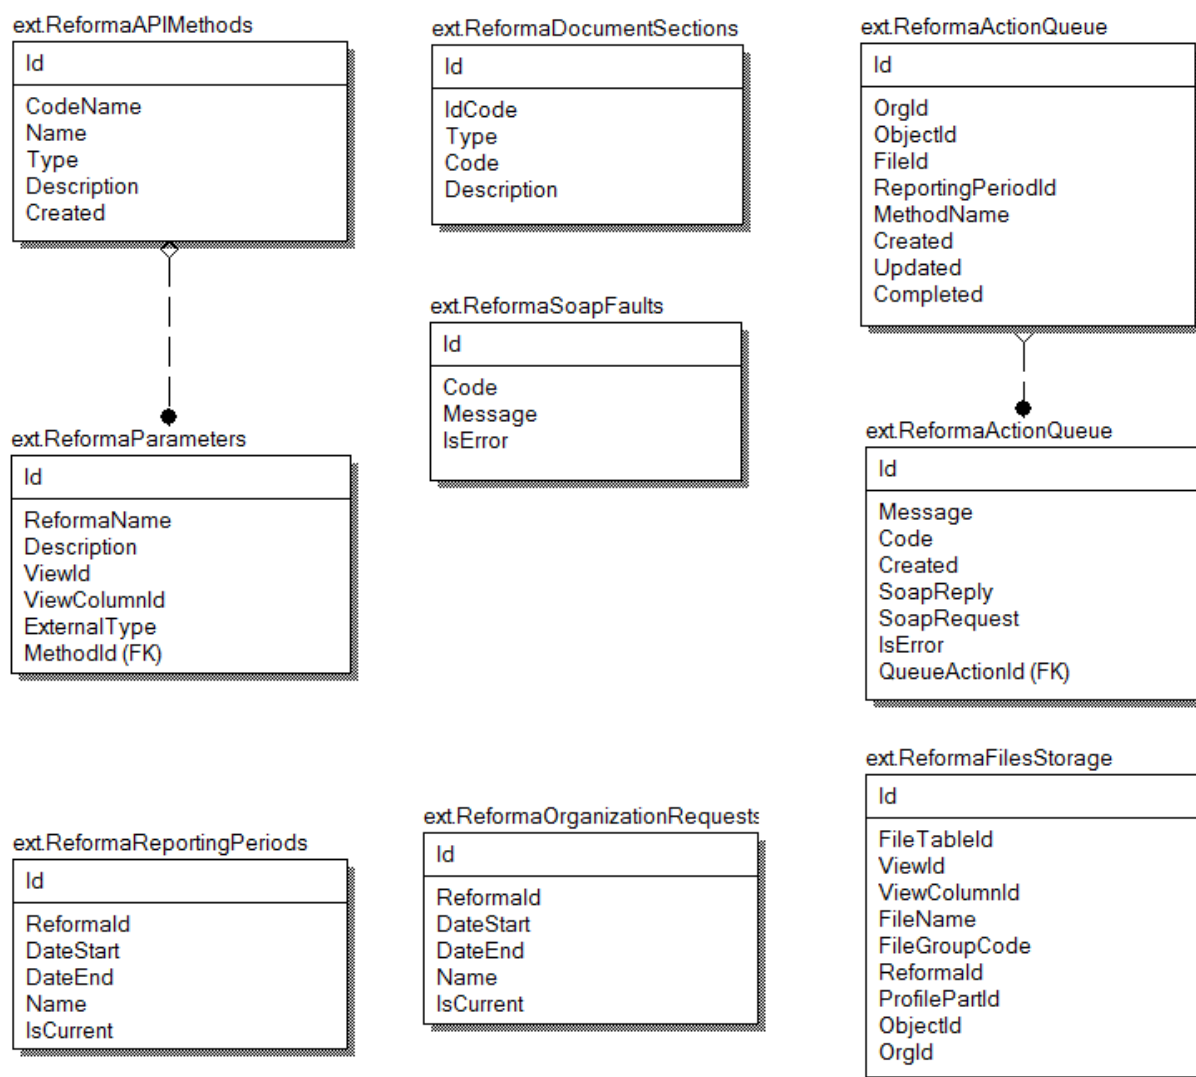 ext.ReformaAPIMethods
Id
CodeName
Name
Type
Description
Created
ext.ReformaParameters
Id
ReformaName
Description
ViewId
ViewColumnId
ExternalType
MethodId (FK)
ext.ReformaReportingPeriods
Id
ReformaId
DateStart
DateEnd
Name
IsCurrent
ext.ReformaDocumentSections
Id
IdCode
Type
Code
Description
ext.ReformaSoapFaults
Id
Code
Message
IsError
ext.ReformaOrganizationRequests
Id
ReformaId
DateStart
DateEnd
Name
IsCurrent
ext.ReformaActionQueue
Id
OrgId
ObjectId
FileId
ReportingPeriodId
MethodName
Created
Updated
Completed
ext.ReformaActionQueue
Id
Message
Code
Created
SoapReply
SoapRequest
IsError
QueueActionId (FK)
ext.ReformaFilesStorage
Id
FileTableId
ViewId
ViewColumnId
FileName
FileGroupCode
ReformaId
ProfilePartId
ObjectId
OrgId